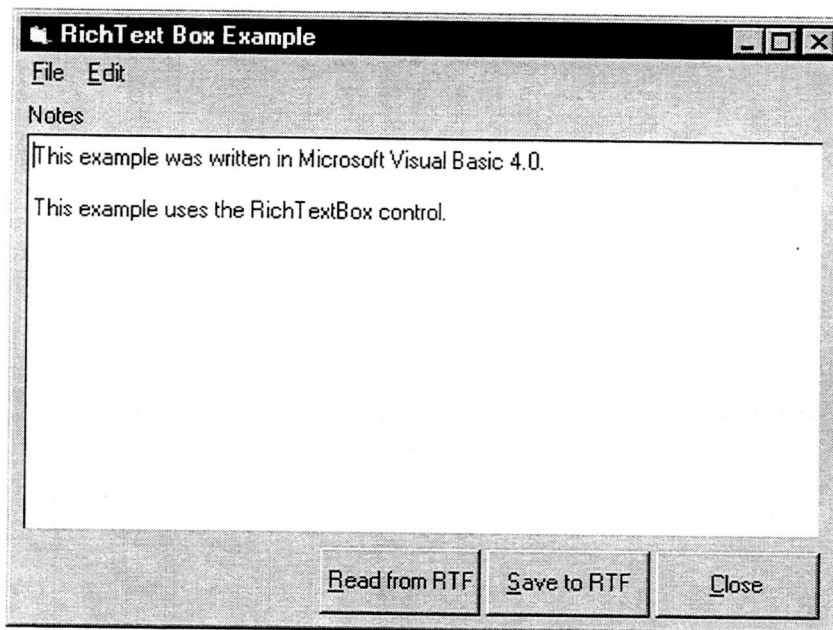 RichText Box Example
File Edit
Notes
This example was written in Microsoft Visual Basic 4.0.
This example uses the RichTextBox control.
Read from RTF Save to RTF Close